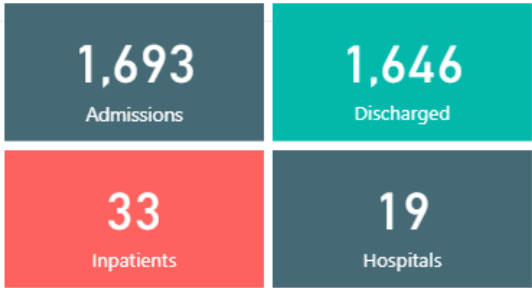 1,693
Admissions
1,646
Discharged
33
Inpatients
19
Hospitals